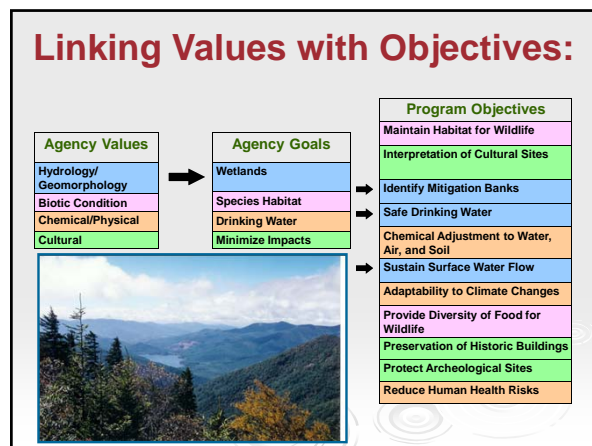 Linking Values with Objectives:
Agency Values
Hydrology/
Geomorphology
Biotic Condition
Chemical/Physical
Cultural
Agency Goals
Wetlands
Species Habitat
Drinking Water
Minimize Impacts
Program Objectives
Maintain Habitat for Wildlife
Interpretation of Cultural Sites
Identify Mitigation Banks
Safe Drinking Water
Chemical Adjustment to Water,
Air, and Soil
Sustain Surface Water Flow
Adaptability to Climate Changes
Provide Diversity of Food for
Wildlife
Preservation of Historic Buildings
Protect Archeological Sites
Reduce Human Health Risks